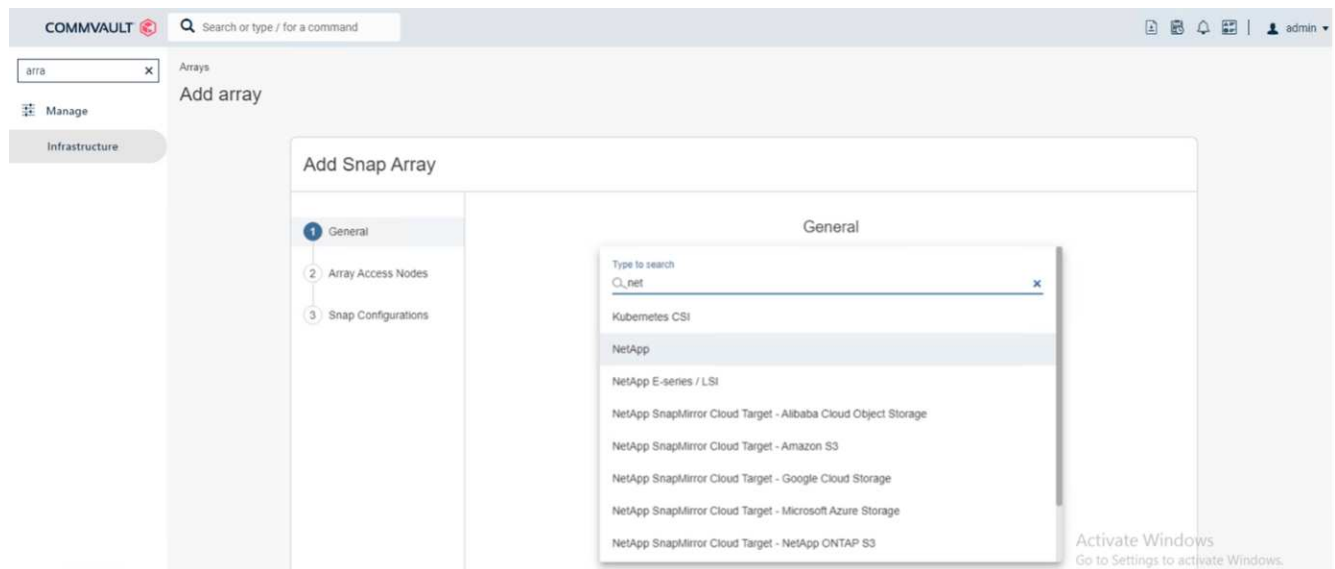 COMMVAULT
Search or type / for a command
admin
arra
Manage
Infrastructure
Arrays
Add array
Add Snap Array
1 General
2 Array Access Nodes
3 Snap Configurations
General
Type to search
net
Kubernetes CSI
NetApp
NetApp E-series / LSI
NetApp SnapMirror Cloud Target - Alibaba Cloud Object Storage
NetApp SnapMirror Cloud Target - Amazon S3
NetApp SnapMirror Cloud Target - Google Cloud Storage
NetApp SnapMirror Cloud Target - Microsoft Azure Storage
NetApp SnapMirror Cloud Target - NetApp ONTAP S3
Activate Windows
Go to Settings to activate Windows.